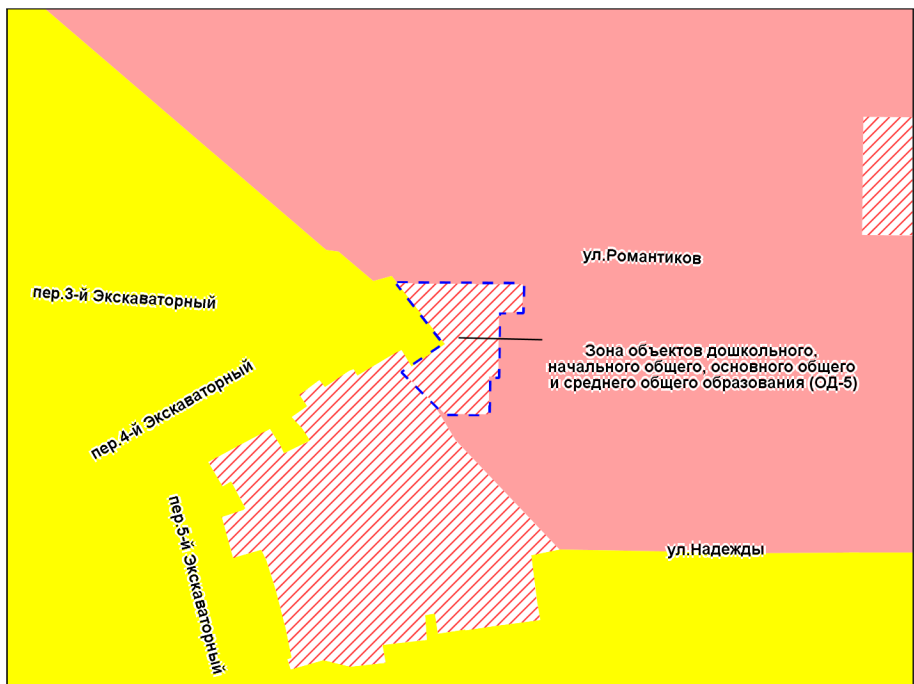 ул.Романтиков
пер.3-й Экскаваторный
Зона объектов дошкольного,
начального общего, основного общего
и среднего общего образования (ОД-5)
пер.4-й Экскаваторный
пер.5-й Экскаваторный
ул.Надежды